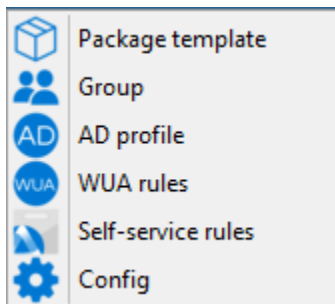 Package template
Group
AD AD profile
WUA WUA rules
Self-service rules
Config